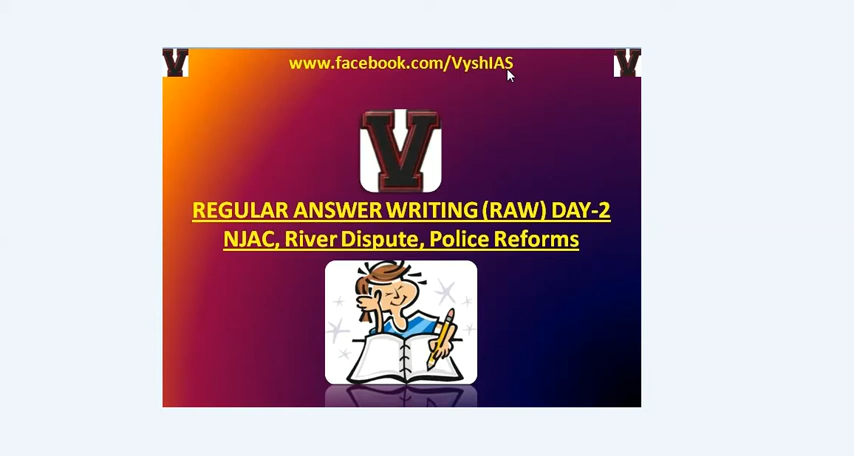 www.facebook.com/VyshIAS
V
V
V
REGULAR ANSWER WRITING (RAW) DAY-2
NJAC, River Dispute, Police Reforms